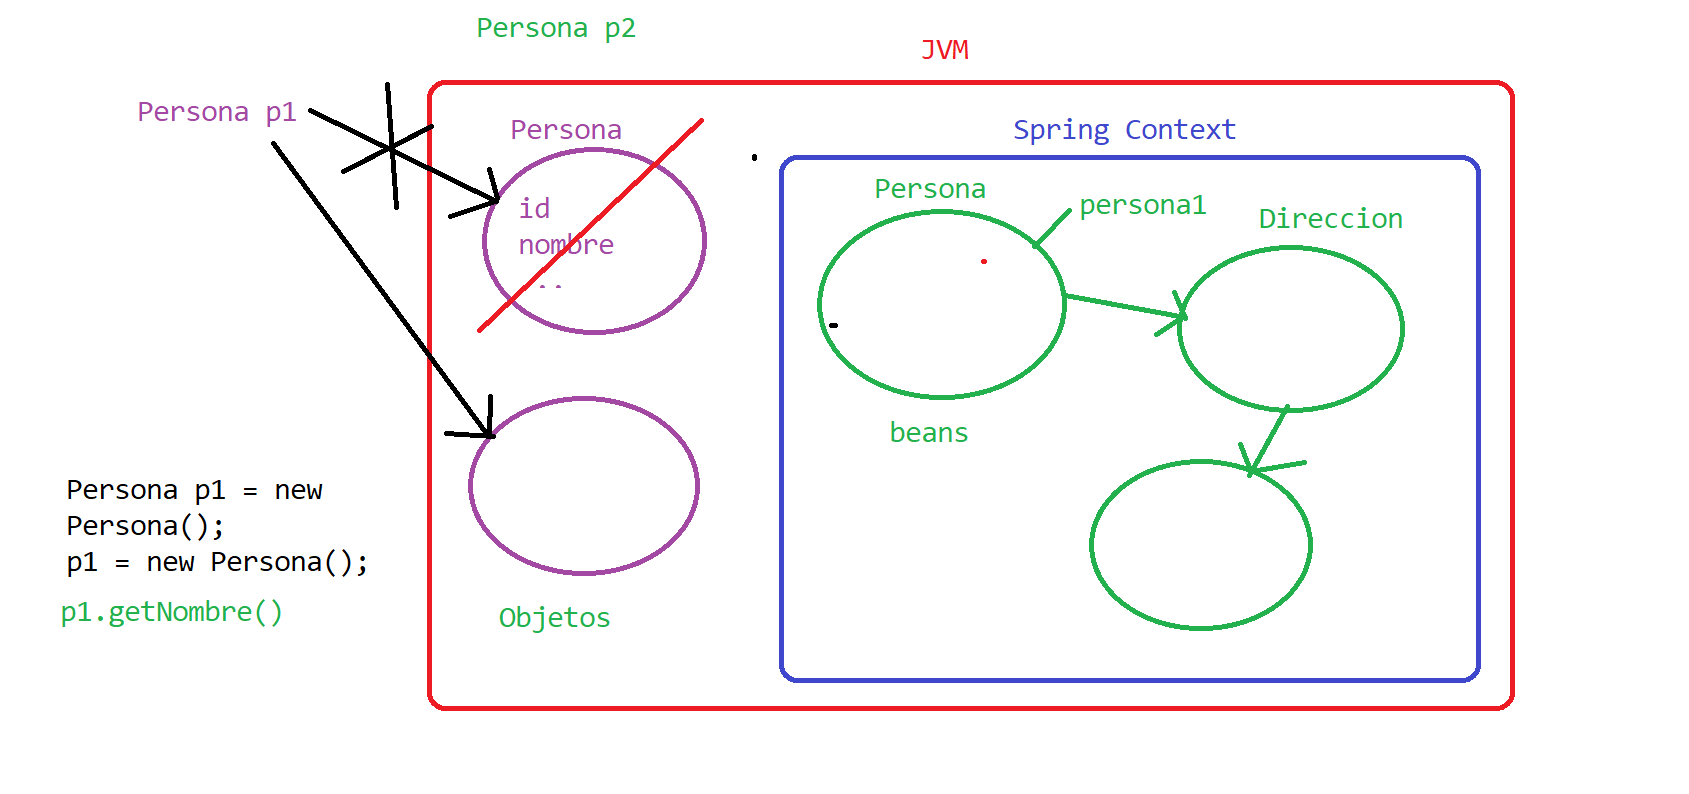 Persona p2
JVM
Persona p1
Persona
Spring Context
Persona
persona1
Direccion
id
nombre
..
beans
Persona p1 = new
Persona();
p1 = new Persona();
p1.getNombre()
Objetos